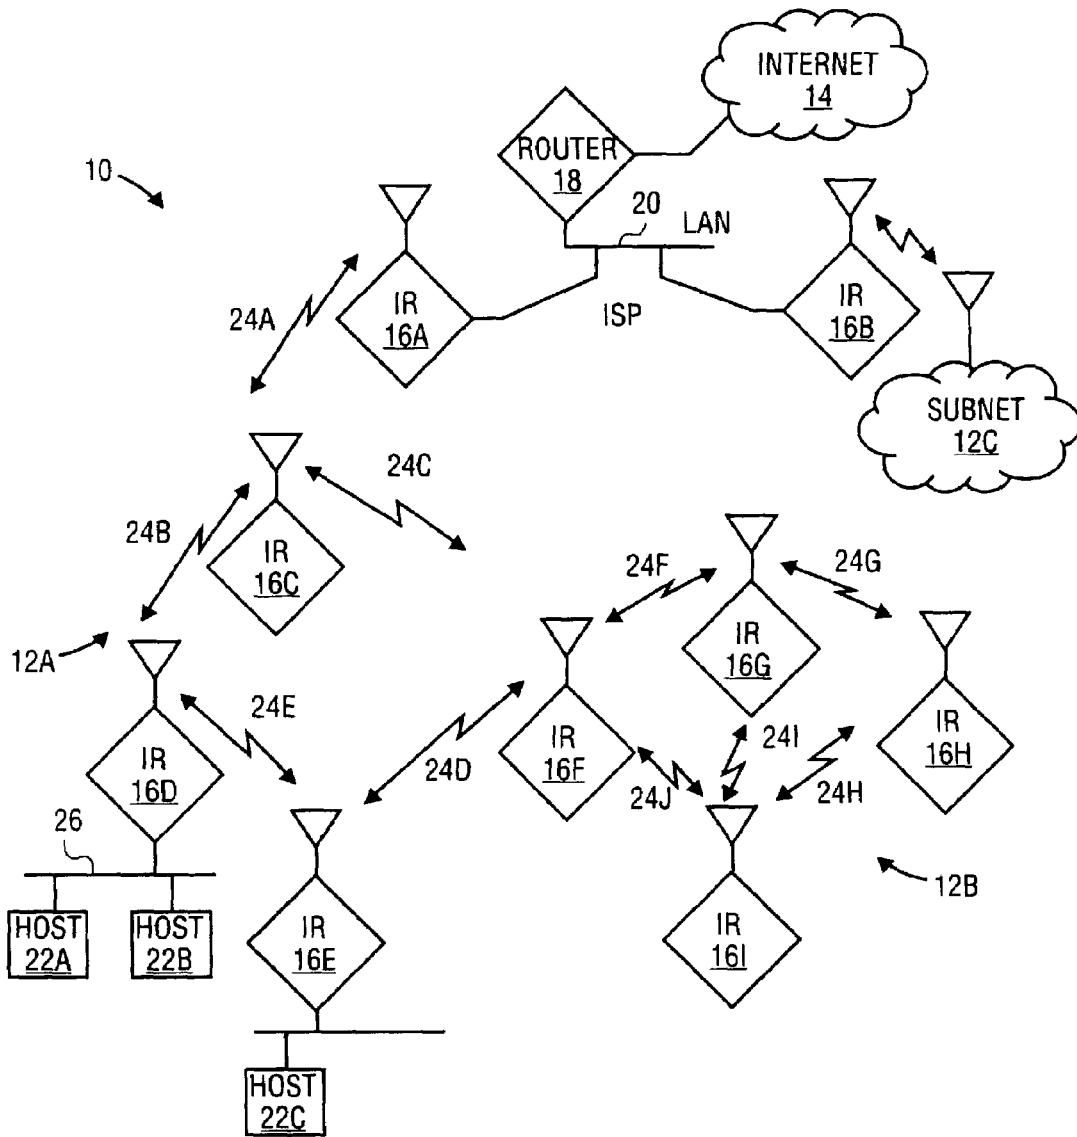 INTERNET
14
ROUTER
18
10
20
LAN
24A
IR
16A
ISP
IR
16B
SUBNET
12C
24C
24B
IR
16C
24F
24G
12A
IR
16G
24E
IR
16D
24D
IR
16F
24I
IR
16H
24J
24H
26
12B
HOST
22A
HOST
22B
IR
16E
IR
16I
HOST
22C